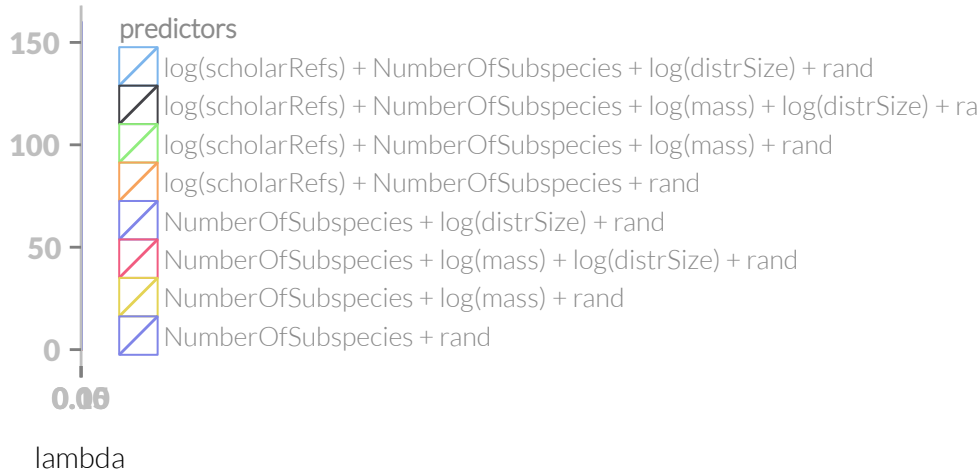 predictors
150
log(scholarRefs) + NumberOfSubspecies + log(distrSize) + rand
log(scholarRefs) + NumberOfSubspecies + log(mass) + log(distrSize) + ra
100
log(scholarRefs) + NumberOfSubspecies + log(mass) + rand
log(scholarRefs) + NumberOfSubspecies + rand
NumberOfSubspecies + log(distrSize) + rand
50
NumberOfSubspecies + log(mass) + log(distrSize) + rand
NumberOfSubspecies + log(mass) + rand
NumberOfSubspecies + rand
0
lambda